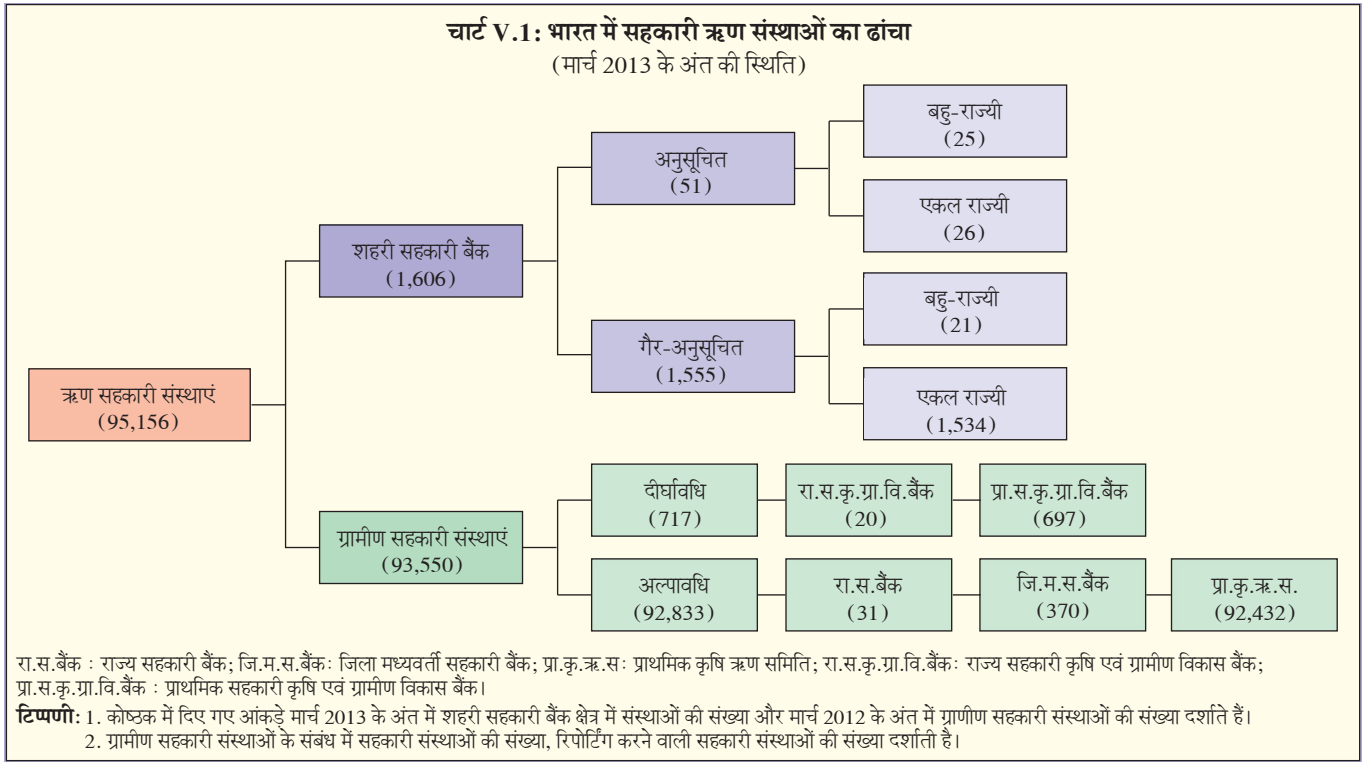 चार्ट V.1: भारत में सहकारी ऋण संस्थाओं का ढांचा
(मार्च 2013 के अंत की स्थिति)
ऋण सहकारी संस्थाएं
(95,156)
शहरी सहकारी बैंक
(1,606)
अनुसूचित
(51)
बहु-राज्यी
(25)
एकल राज्यी
(26)
गैर-अनुसूचित
(1,555)
बहु-राज्यी
(21)
एकल राज्यी
(1,534)
ग्रामीण सहकारी संस्थाएं
(93,550)
दीर्घावधि
(717)
रा.स.कृ.ग्रा.वि.बैंक
(20)
प्रा.स.कृ.ग्रा.वि.बैंक
(697)
अल्पावधि
(92,833)
रा.स.बैंक
(31)
जि.म.स.बैंक
(370)
प्रा.कृ.ऋ.स.
(92,432)
रा.स.बैंक : राज्य सहकारी बैंक; जि.म.स.बैंक: जिला मध्यवर्ती सहकारी बैंक; प्रा.कृ.ऋ.स: प्राथमिक कृषि ऋण समिति; रा.स.कृ.ग्रा.वि.बैंक: राज्य सहकारी कृषि एवं ग्रामीण विकास बैंक;
प्रा.स.कृ.ग्रा.वि.बैंक : प्राथमिक सहकारी कृषि एवं ग्रामीण विकास बैंक।
टिप्पणी: 1. कोष्ठक में दिए गए आंकड़े मार्च 2013 के अंत में शहरी सहकारी बैंक क्षेत्र में संस्थाओं की संख्या और मार्च 2012 के अंत में ग्राणीण सहकारी संस्थाओं की संख्या दर्शाते हैं।
2. ग्रामीण सहकारी संस्थाओं के संबंध में सहकारी संस्थाओं की संख्या, रिपोर्टिंग करने वाली सहकारी संस्थाओं की संख्या दर्शाती है।